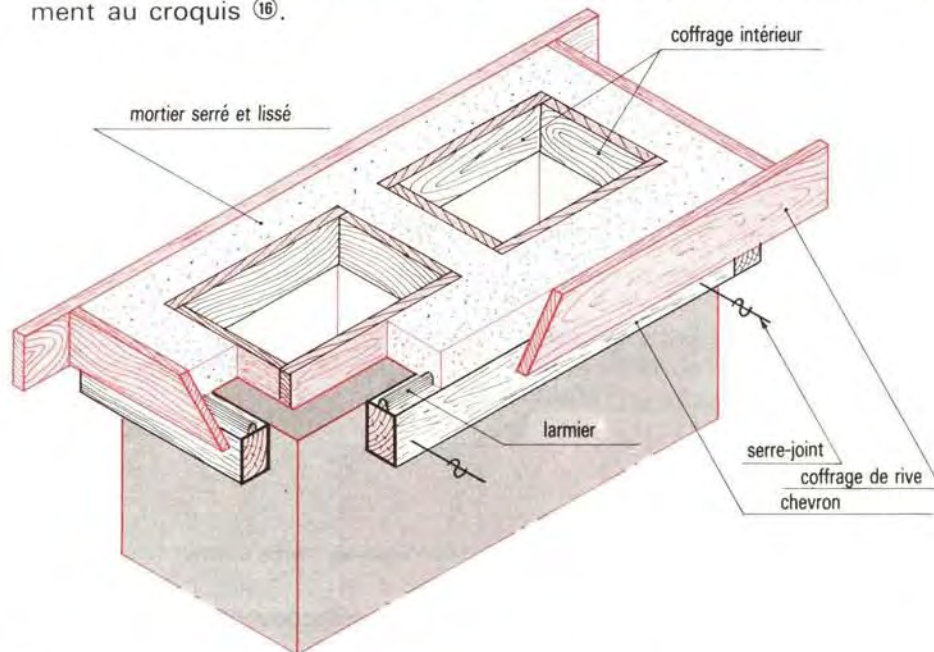 ment au croquis ⑯.
coffrage intérieur
mortier serré et lissé
larmier
serre-joint
coffrage de rive
chevron